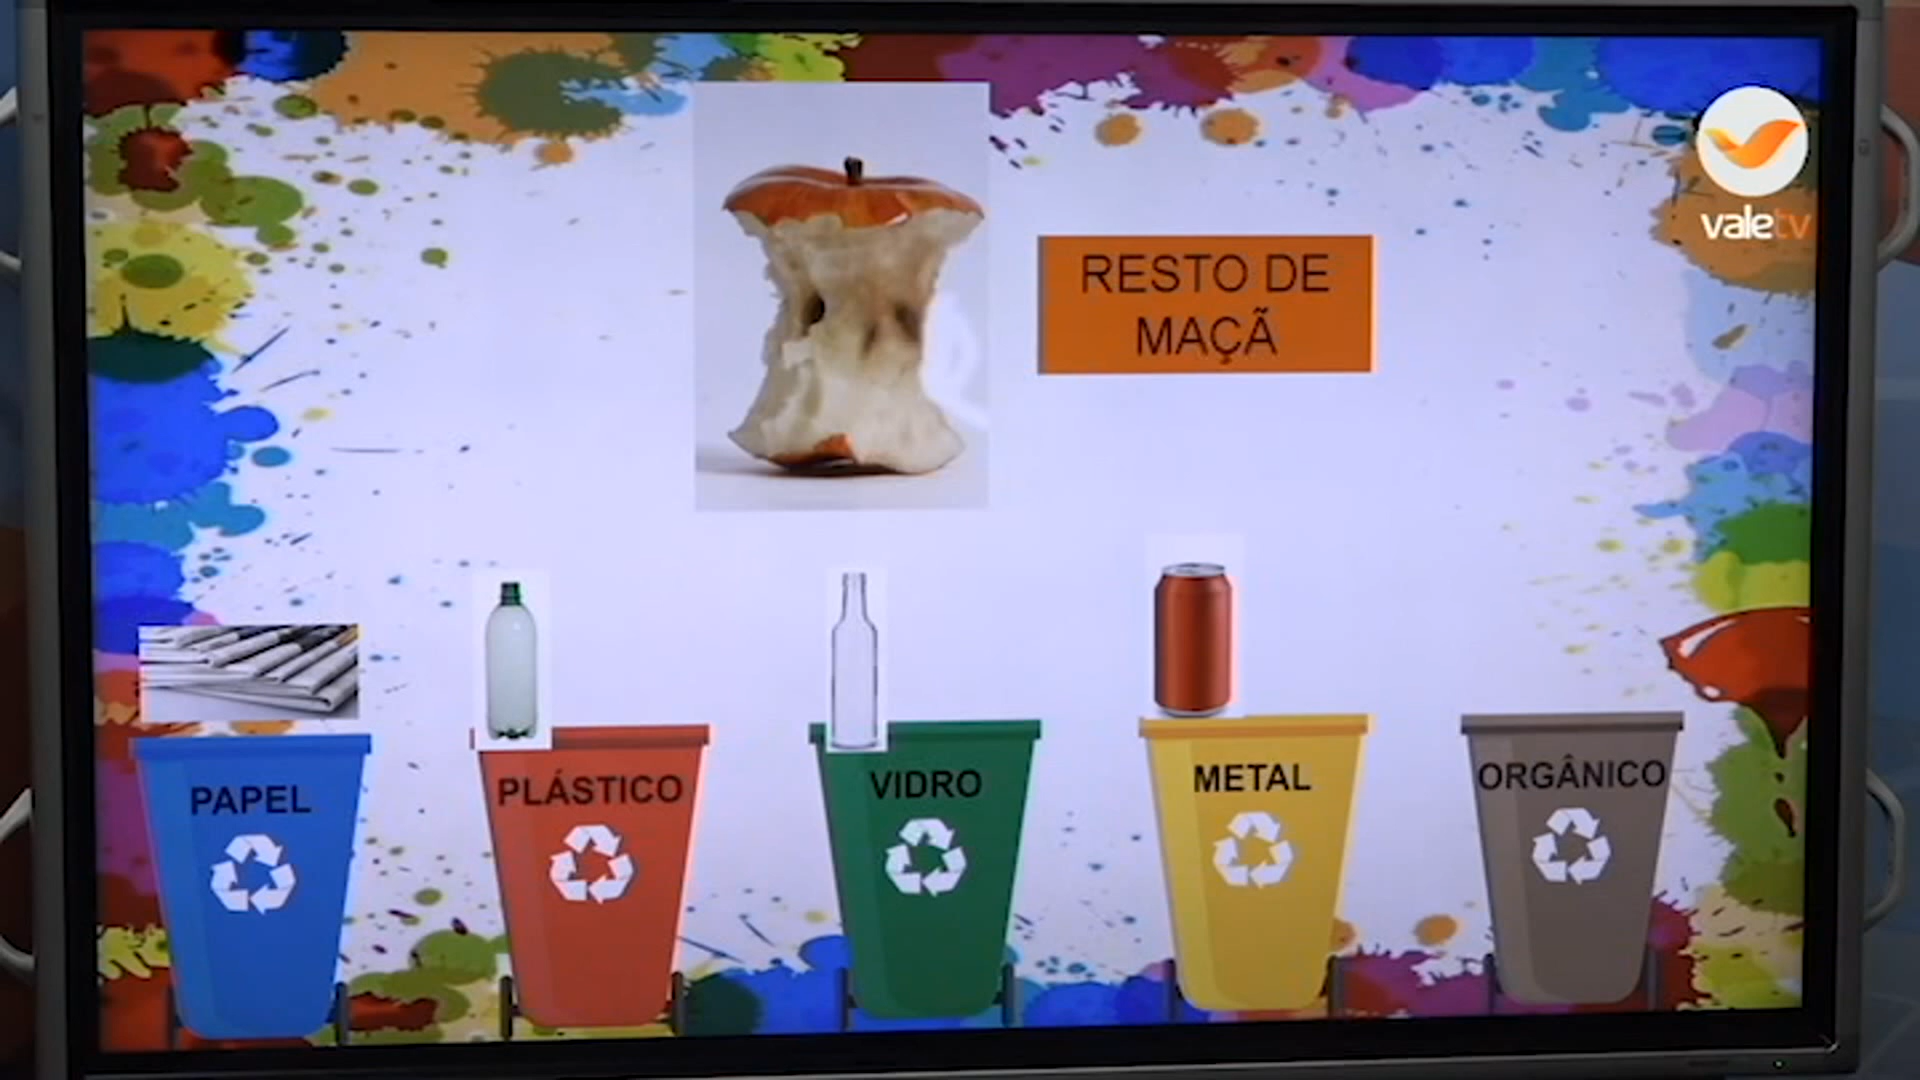 valetv
RESTO DE
MAÇÃ
PAPEL
PLÁSTICO
VIDRO
METAL
ORGÂNICO